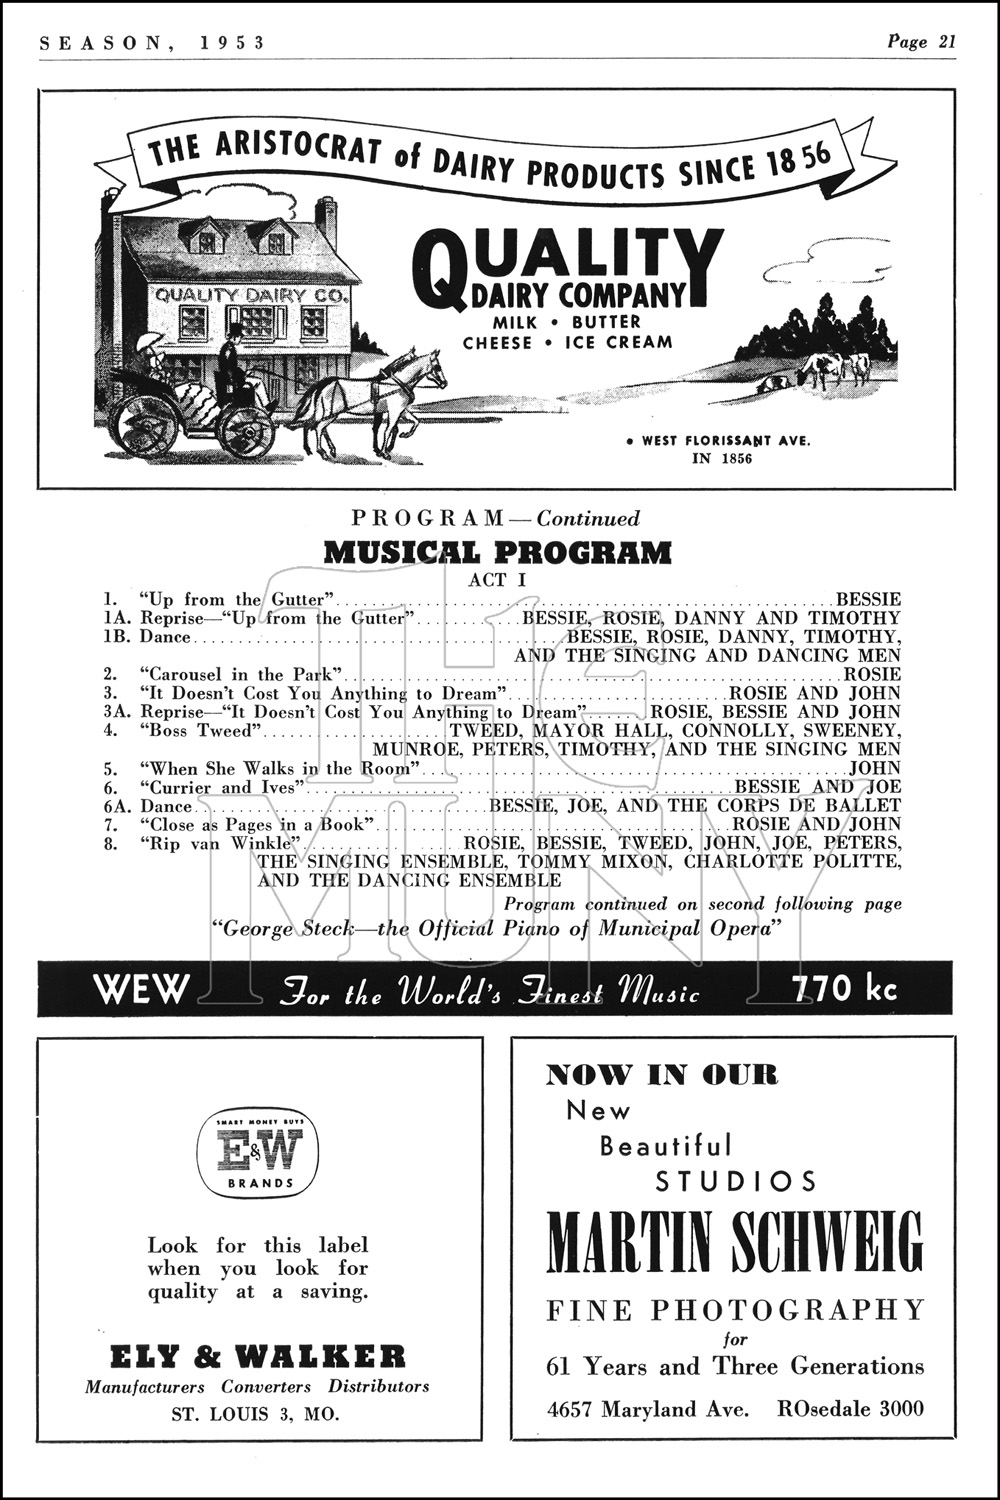 SEASON, 1953 Page 21
THE ARISTOCRAT of DAIRY PRODUCTS SINCE 1856
QUALITY
DAIRY COMPANY
MILK • BUTTER
CHEESE • ICE CREAM
QUALITY DAIRY CO.
• WEST FLORISSANT AVE.
IN 1856
PROGRAM—Continued
MUSICAL PROGRAM
ACT I
1. “Up from the Gutter” BESSIE
1A. Reprise—“Up from the Gutter” BESSIE, ROSIE, DANNY AND TIMOTHY
1B. Dance BESSIE, ROSIE, DANNY, TIMOTHY,
AND THE SINGING AND DANCING MEN
2. “Carousel in the Park” ROSIE
3. “It Doesn’t Cost You Anything to Dream” ROSIE AND JOHN
3A. Reprise—“It Doesn’t Cost You Anything to Dream” ROSIE, BESSIE AND JOHN
4. “Boss Tweed” TWEED, MAYOR HALL, CONNOLLY, SWEENEY,
MUNROE, PETERS, TIMOTHY, AND THE SINGING MEN
5. “When She Walks in the Room” JOHN
6. “Currier and Ives” BESSIE AND JOE
6A. Dance BESSIE, JOE, AND THE CORPS DE BALLET
7. “Close as Pages in a Book” ROSIE AND JOHN
8. “Rip van Winkle” ROSIE, BESSIE, TWEED, JOHN, JOE, PETERS,
THE SINGING ENSEMBLE, TOMMY MIXON, CHARLOTTE POLITTE,
AND THE DANCING ENSEMBLE
Program continued on second following page
“George Steck—the Official Piano of Municipal Opera”
THE
MUNY
WEW For the World’s Finest Music 770 kc
SMART MONEY BUYS
E&W
BRANDS
Look for this label
when you look for
quality at a saving.
ELY & WALKER
Manufacturers Converters Distributors
ST. LOUIS 3, MO.
NOW IN OUR
New
Beautiful
STUDIOS
MARTIN SCHWEIG
FINE PHOTOGRAPHY
for
61 Years and Three Generations
4657 Maryland Ave. ROsedale 3000